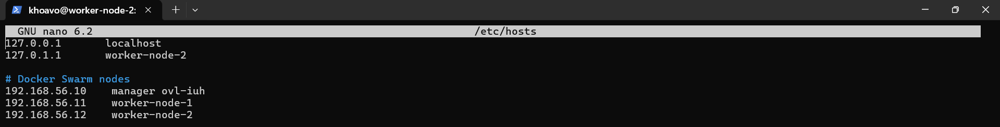 khoavo@worker-node-2:
GNU nano 6.2 /etc/hosts
127.0.0.1 localhost
127.0.1.1 worker-node-2
# Docker Swarm nodes
192.168.56.10 manager ovl-iuh
192.168.56.11 worker-node-1
192.168.56.12 worker-node-2